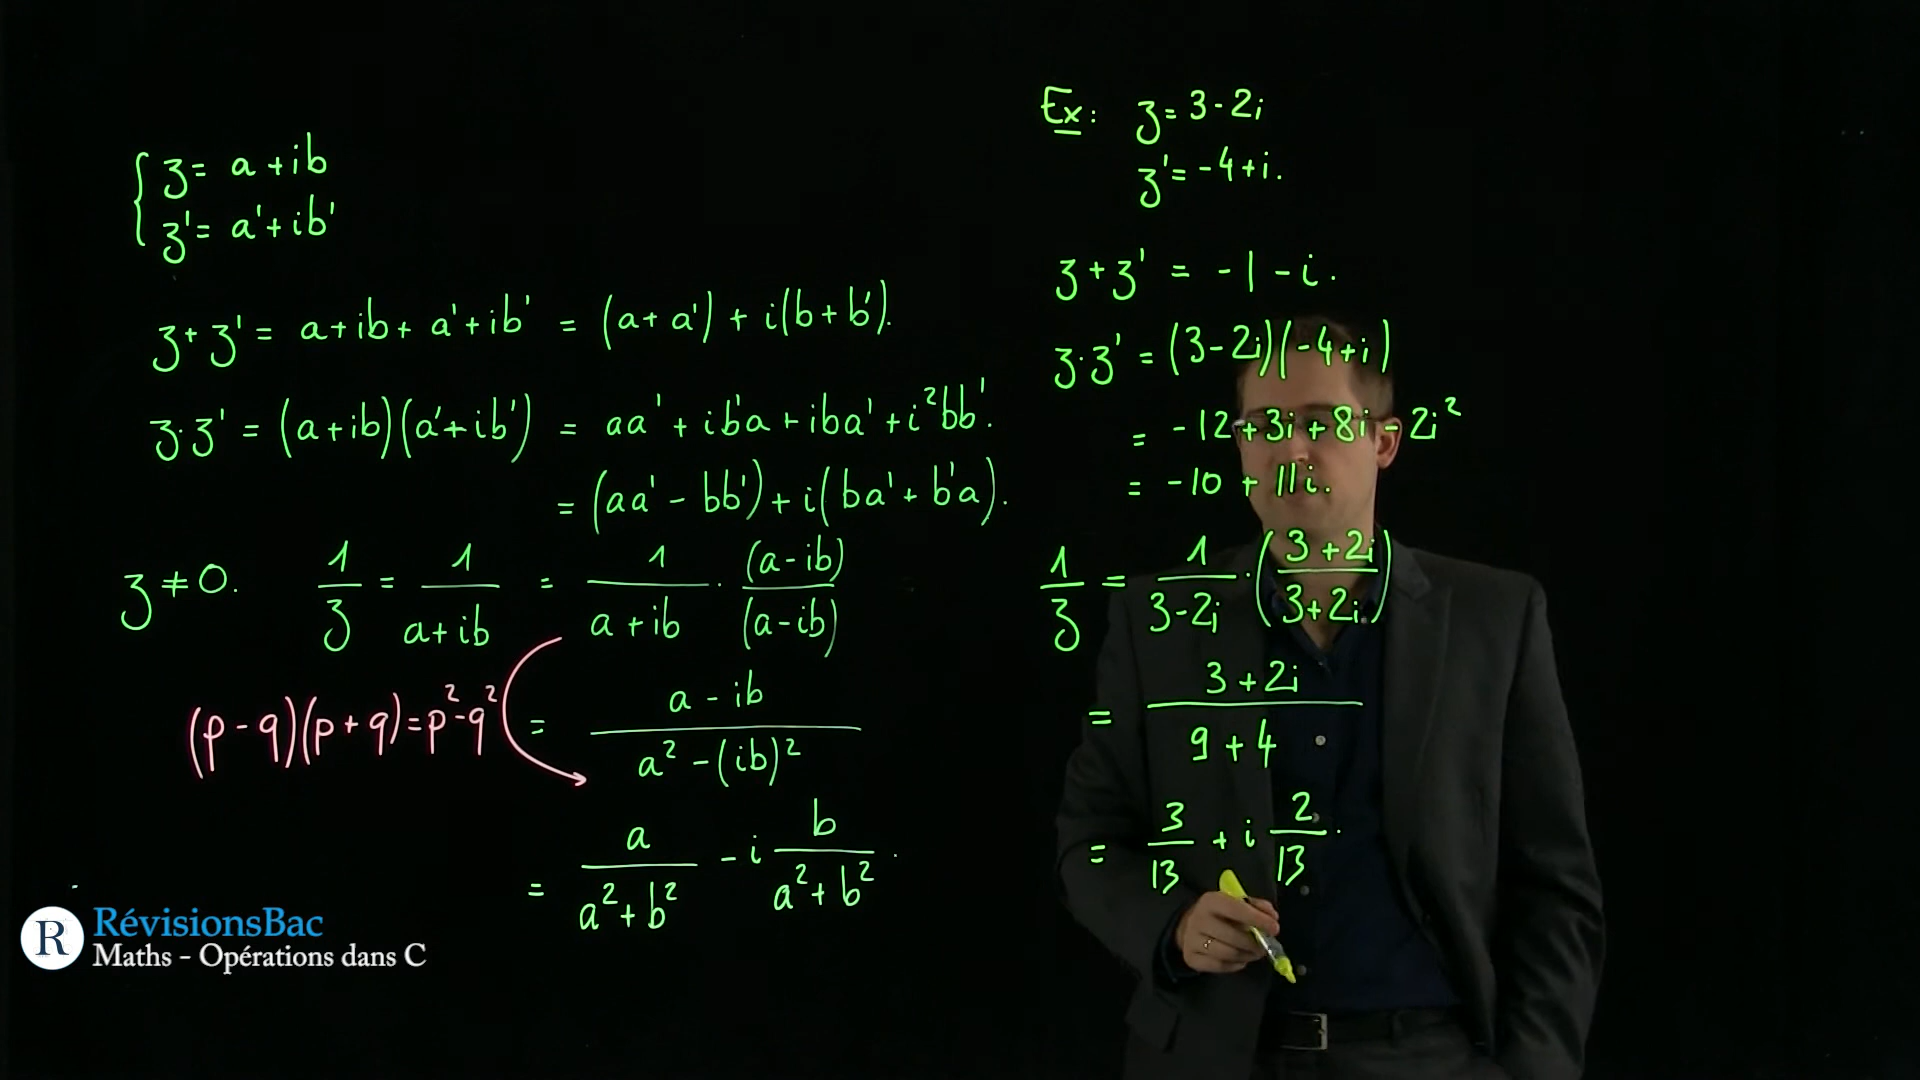 z = a + ib
z' = a' + ib'
z + z' = a + ib + a' + ib' = (a + a') + i(b + b').
z·z' = (a + ib)(a' + ib') = aa' + ib'a + iba' + i²bb'.
= (aa' - bb') + i(ba' + b'a).
z ≠ 0. 1/z = 1/(a + ib) = 1/(a + ib) · (a - ib)/(a - ib)
(p - q)(p + q) = p² - q²
= (a - ib)/(a² - (ib)²)
= a/(a² + b²) - i b/(a² + b²).
Ex: z = 3 - 2i
z' = -4 + i.
z + z' = -1 - i.
z·z' = (3 - 2i)(-4 + i)
= -12 + 3i + 8i - 2i²
= -10 + 11i.
1/z = 1/(3 - 2i) · ((3 + 2i)/(3 + 2i))
= (3 + 2i)/(9 + 4)
= 3/13 + i 2/13.
R RévisionsBac
Maths - Opérations dans C